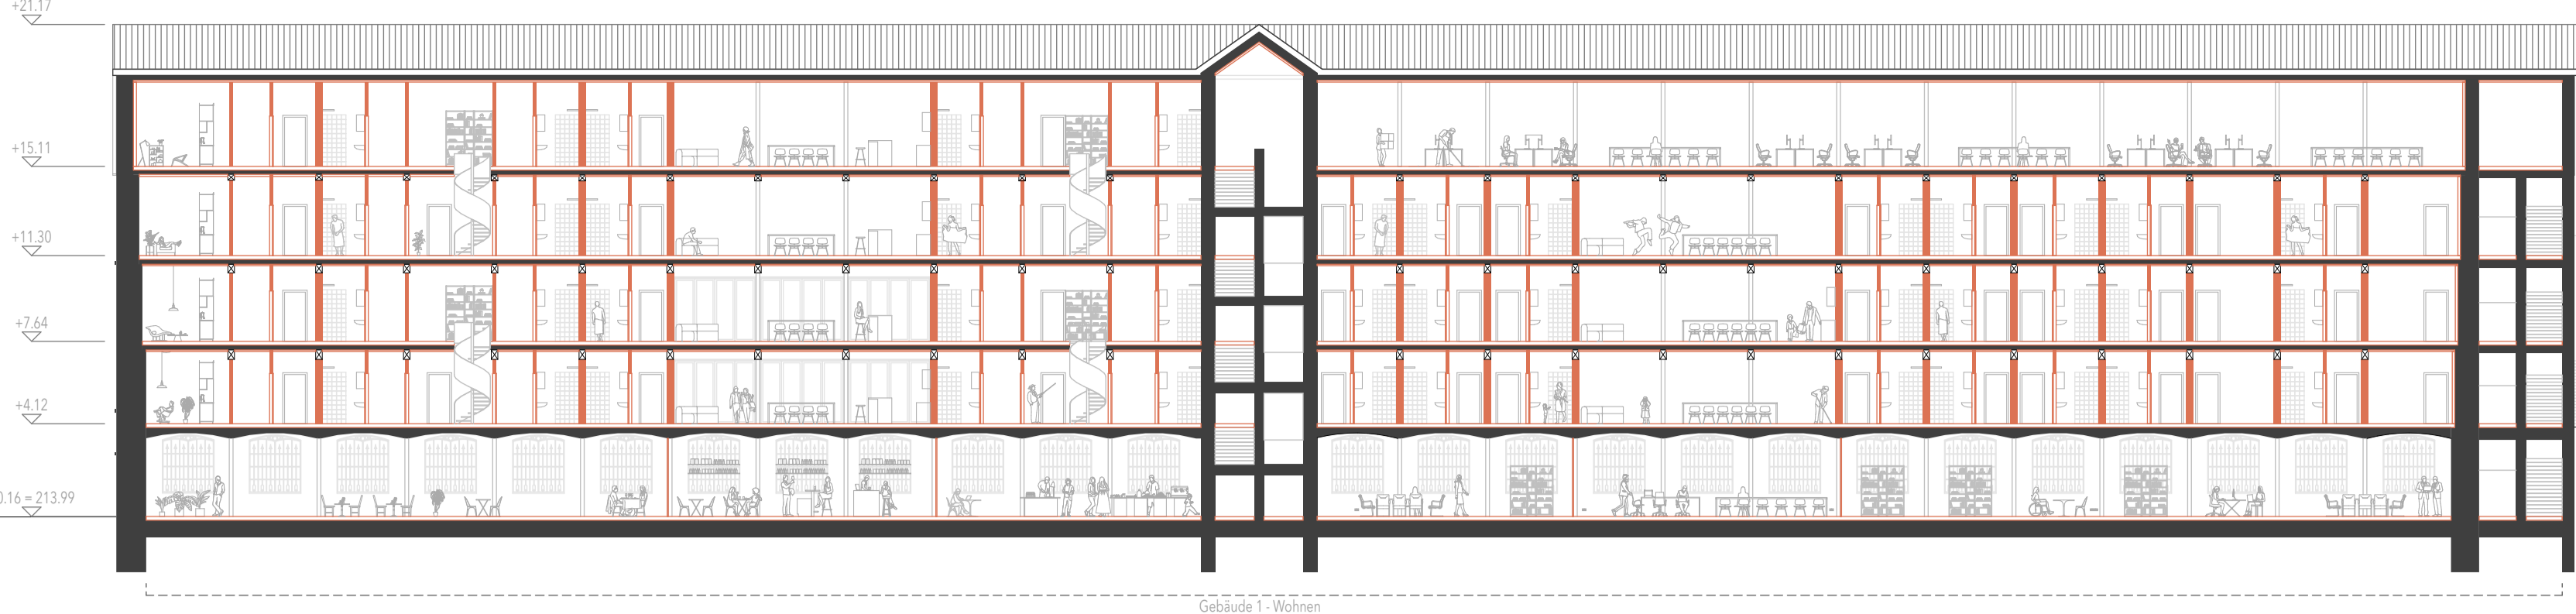 +21.17
+15.11
+11.30
+7.64
+4.12
0.16 = 213.99
Gebäude 1 - Wohnen